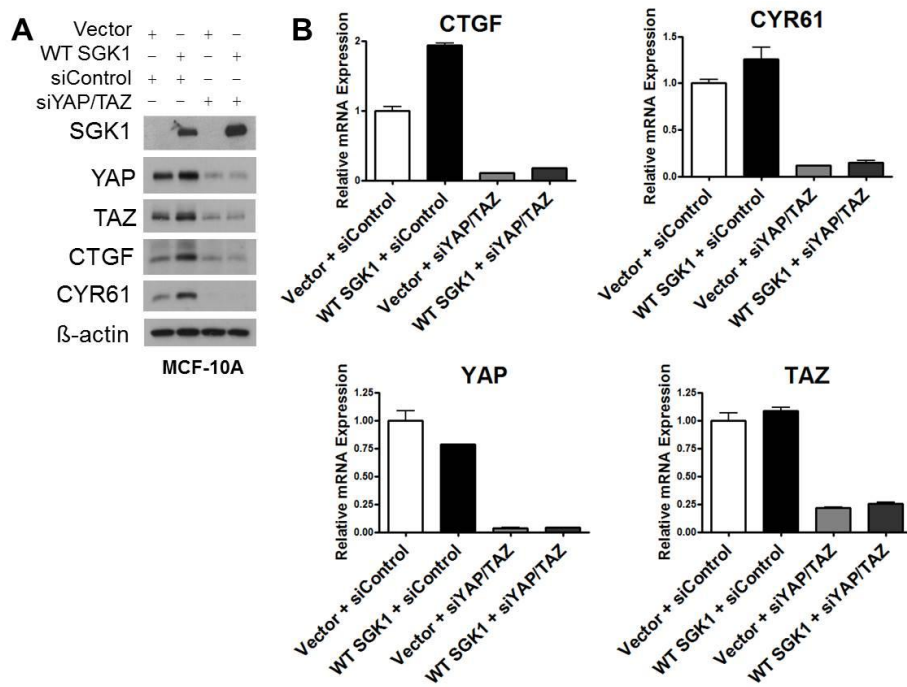 A
Vector + – + –
WT SGK1 – + – +
siControl + + – –
siYAP/TAZ – – + +
SGK1
YAP
TAZ
CTGF
CYR61
ß-actin
MCF-10A
B
CTGF
Relative mRNA Expression
2
1
0
Vector + siControl
WT SGK1 + siControl
Vector + siYAP/TAZ
WT SGK1 + siYAP/TAZ
CYR61
Relative mRNA Expression
1.5
1.0
0.5
0.0
Vector + siControl
WT SGK1 + siControl
Vector + siYAP/TAZ
WT SGK1 + siYAP/TAZ
YAP
Relative mRNA Expression
1.25
1.00
0.75
0.50
0.25
0.00
Vector + siControl
WT SGK1 + siControl
Vector + siYAP/TAZ
WT SGK1 + siYAP/TAZ
TAZ
Relative mRNA Expression
1.25
1.00
0.75
0.50
0.25
0.00
Vector + siControl
WT SGK1 + siControl
Vector + siYAP/TAZ
WT SGK1 + siYAP/TAZ